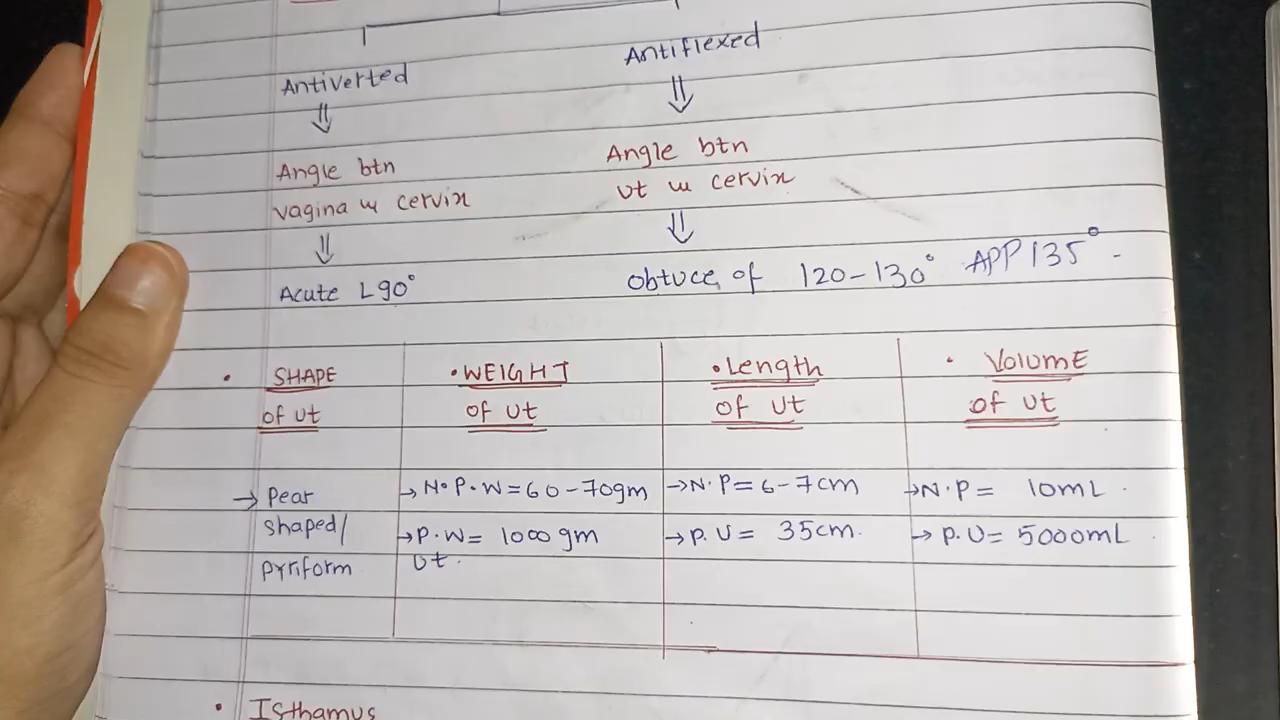 Antiverted
Antiflexed
⇓
⇓
Angle btn
vagina w cervix
Angle btn
ut w cervix
⇓
⇓
Acute L90°
Obtuce of 120-130° APP 135°
• SHAPE of ut
• WEIGHT of Ut
• Length of Ut
• VOLUME of Ut
→ Pear
shaped/
pyriform
→ N.P.W = 60-70gm
→ P.W = 1000 gm
Ut.
→ N.P = 6-7cm
→ P.U = 35cm.
→ N.P = 10mL.
→ P.U = 5000mL
• Isthamus